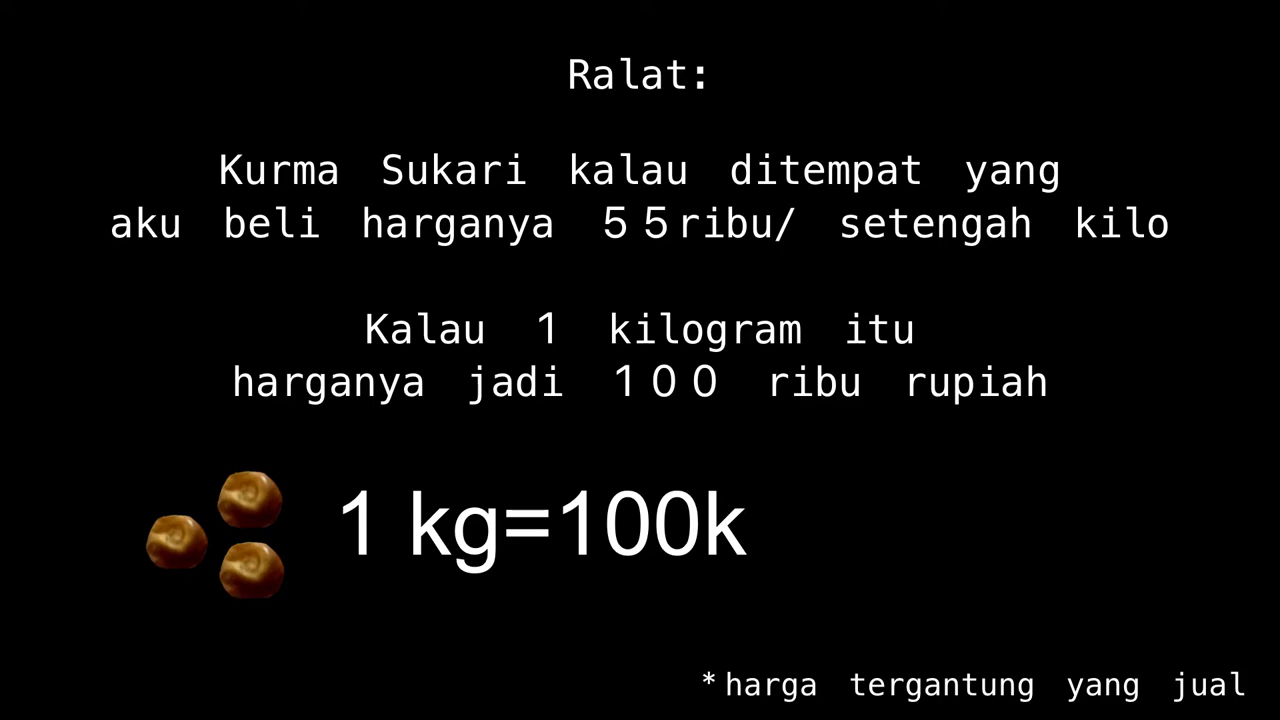 Ralat:
Kurma Sukari kalau ditempat yang
aku beli harganya 55ribu/ setengah kilo
Kalau 1 kilogram itu
harganya jadi 100 ribu rupiah
1 kg=100k
*harga tergantung yang jual